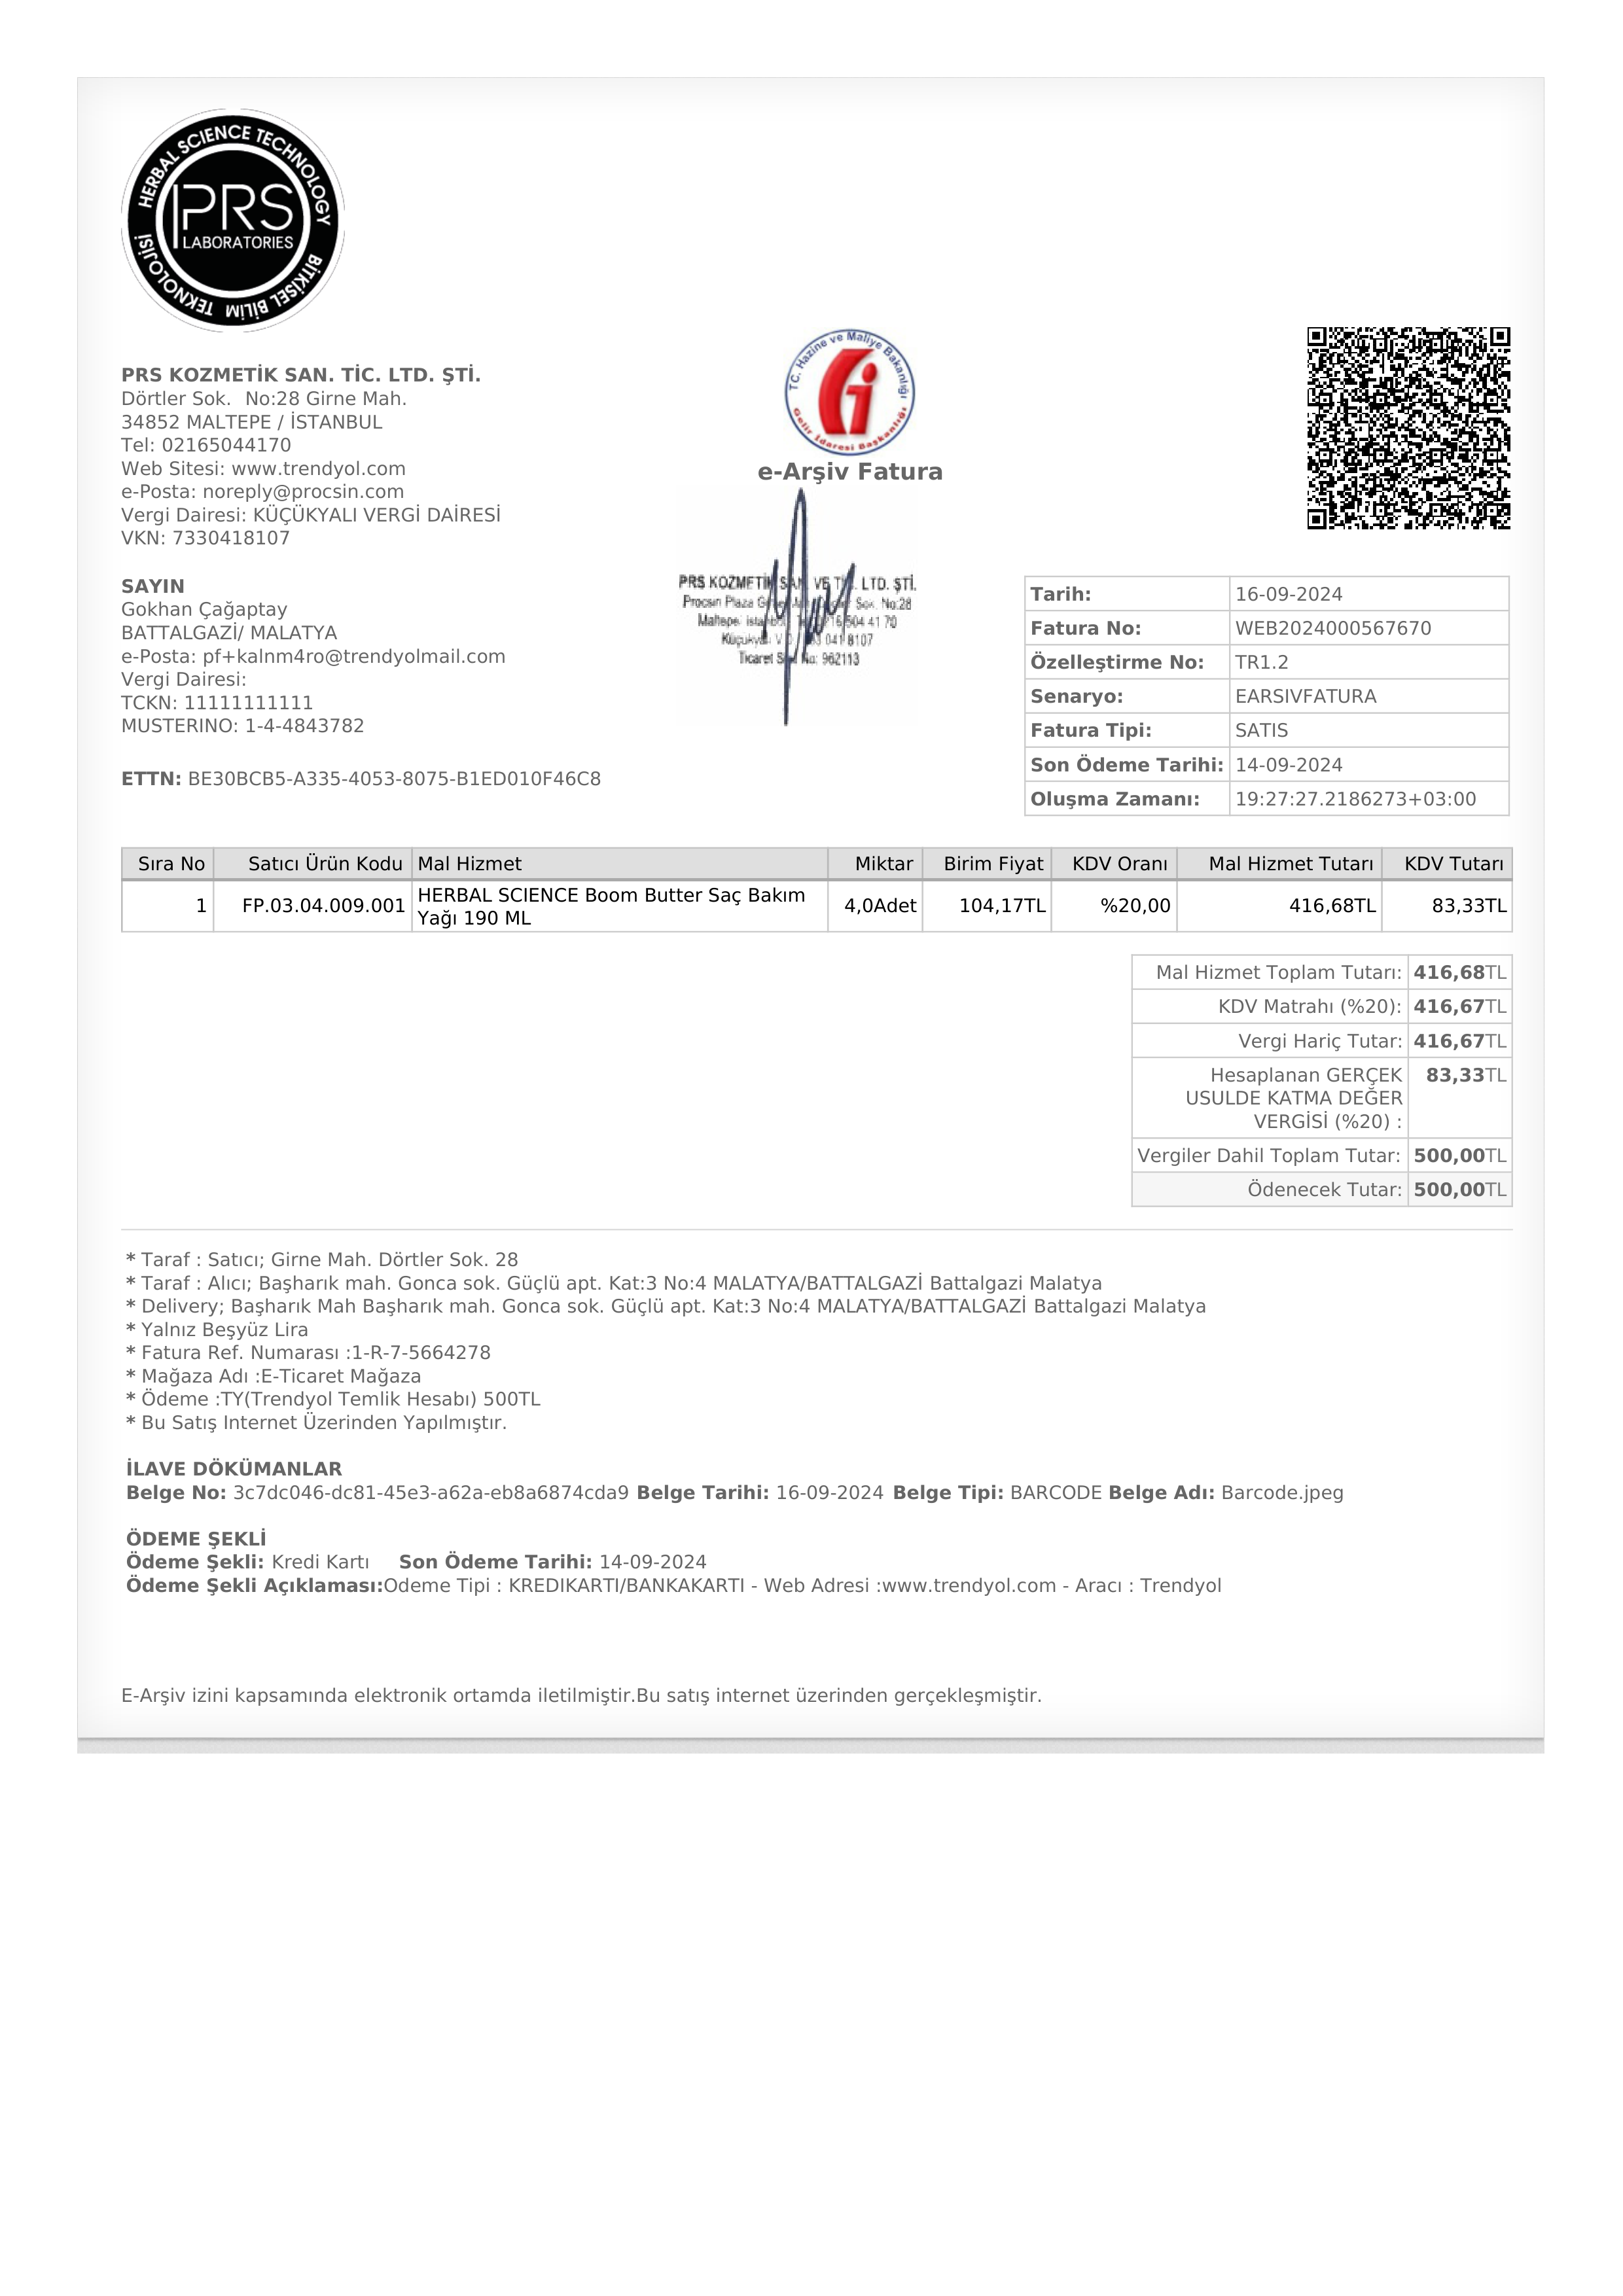 HERBAL SCIENCE TECHNOLOGY
BİTKİSEL BİLİM TEKNOLOJİSİ
PRS
LABORATORIES
PRS KOZMETİK SAN. TİC. LTD. ŞTİ.
Dörtler Sok.  No:28 Girne Mah.
34852 MALTEPE / İSTANBUL
Tel: 02165044170
Web Sitesi: www.trendyol.com
e-Posta: noreply@procsin.com
Vergi Dairesi: KÜÇÜKYALI VERGİ DAİRESİ
VKN: 7330418107
TC. Hazine ve Maliye Bakanlığı
Gelir İdaresi Başkanlığı
e-Arşiv Fatura
PRS KOZMETİK SAN. VE TİC. LTD. ŞTİ.
Procsin Plaza Sok. No:28
Maltepe
Ticaret No: 962113
SAYIN
Gokhan Çağaptay
BATTALGAZİ/ MALATYA
e-Posta: pf+kalnm4ro@trendyolmail.com
Vergi Dairesi:
TCKN: 11111111111
MUSTERINO: 1-4-4843782
ETTN: BE30BCB5-A335-4053-8075-B1ED010F46C8
Tarih: 16-09-2024
Fatura No: WEB2024000567670
Özelleştirme No: TR1.2
Senaryo: EARSIVFATURA
Fatura Tipi: SATIS
Son Ödeme Tarihi: 14-09-2024
Oluşma Zamanı: 19:27:27.2186273+03:00
Sıra No Satıcı Ürün Kodu Mal Hizmet Miktar Birim Fiyat KDV Oranı Mal Hizmet Tutarı KDV Tutarı
1 FP.03.04.009.001 HERBAL SCIENCE Boom Butter Saç Bakım 4,0Adet 104,17TL %20,00 416,68TL 83,33TL
Yağı 190 ML
Mal Hizmet Toplam Tutarı: 416,68TL
KDV Matrahı (%20): 416,67TL
Vergi Hariç Tutar: 416,67TL
Hesaplanan GERÇEK 83,33TL
USULDE KATMA DEĞER
VERGİSİ (%20) :
Vergiler Dahil Toplam Tutar: 500,00TL
Ödenecek Tutar: 500,00TL
* Taraf : Satıcı; Girne Mah. Dörtler Sok. 28
* Taraf : Alıcı; Başharık mah. Gonca sok. Güçlü apt. Kat:3 No:4 MALATYA/BATTALGAZİ Battalgazi Malatya
* Delivery; Başharık Mah Başharık mah. Gonca sok. Güçlü apt. Kat:3 No:4 MALATYA/BATTALGAZİ Battalgazi Malatya
* Yalnız Beşyüz Lira
* Fatura Ref. Numarası :1-R-7-5664278
* Mağaza Adı :E-Ticaret Mağaza
* Ödeme :TY(Trendyol Temlik Hesabı) 500TL
* Bu Satış Internet Üzerinden Yapılmıştır.
İLAVE DÖKÜMANLAR
Belge No: 3c7dc046-dc81-45e3-a62a-eb8a6874cda9 Belge Tarihi: 16-09-2024 Belge Tipi: BARCODE Belge Adı: Barcode.jpeg
ÖDEME ŞEKLİ
Ödeme Şekli: Kredi Kartı Son Ödeme Tarihi: 14-09-2024
Ödeme Şekli Açıklaması:Odeme Tipi : KREDIKARTI/BANKAKARTI - Web Adresi :www.trendyol.com - Aracı : Trendyol
E-Arşiv izini kapsamında elektronik ortamda iletilmiştir.Bu satış internet üzerinden gerçekleşmiştir.